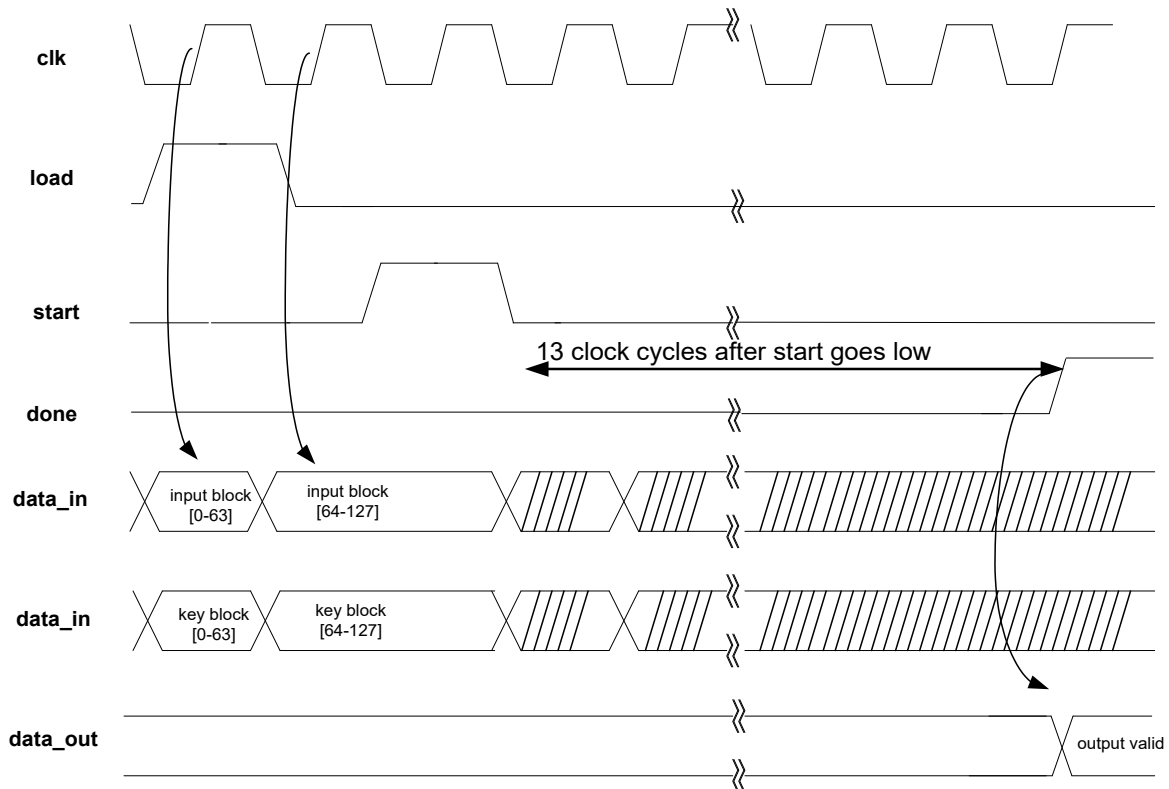 clk
load
start
13 clock cycles after start goes low
done
data_in
input block
[0-63]
input block
[64-127]
data_in
key block
[0-63]
key block
[64-127]
data_out
output valid